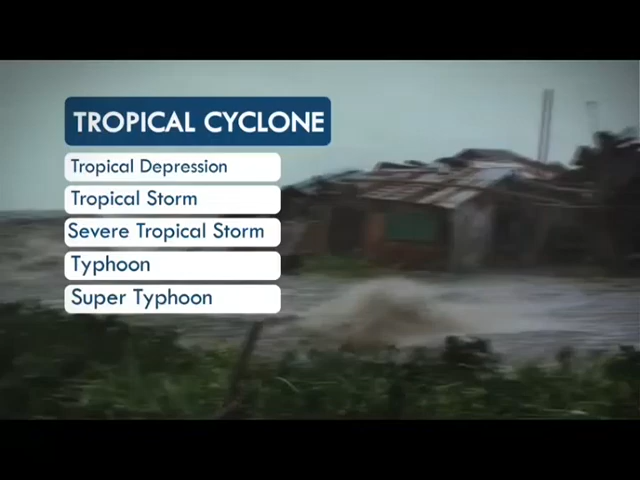 TROPICAL CYCLONE
Tropical Depression
Tropical Storm
Severe Tropical Storm
Typhoon
Super Typhoon